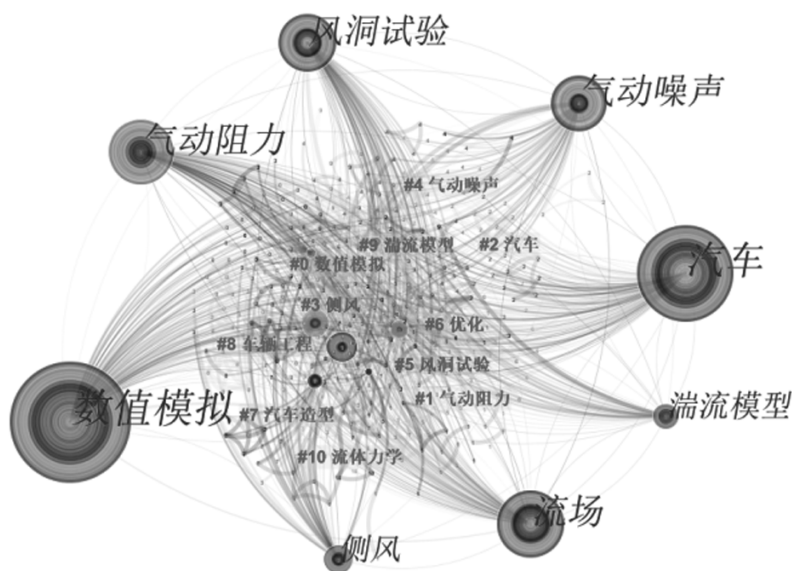 风洞试验
气动噪声
气动阻力
#4 气动噪声
#9 湍流模型
#2 汽车
汽车
#0 数值模拟
#3 侧风
#6 优化
#8 车辆工程
#5 风洞试验
#1 气动阻力
数值模拟
湍流模型
#7 汽车造型
#10 流体力学
流场
侧风